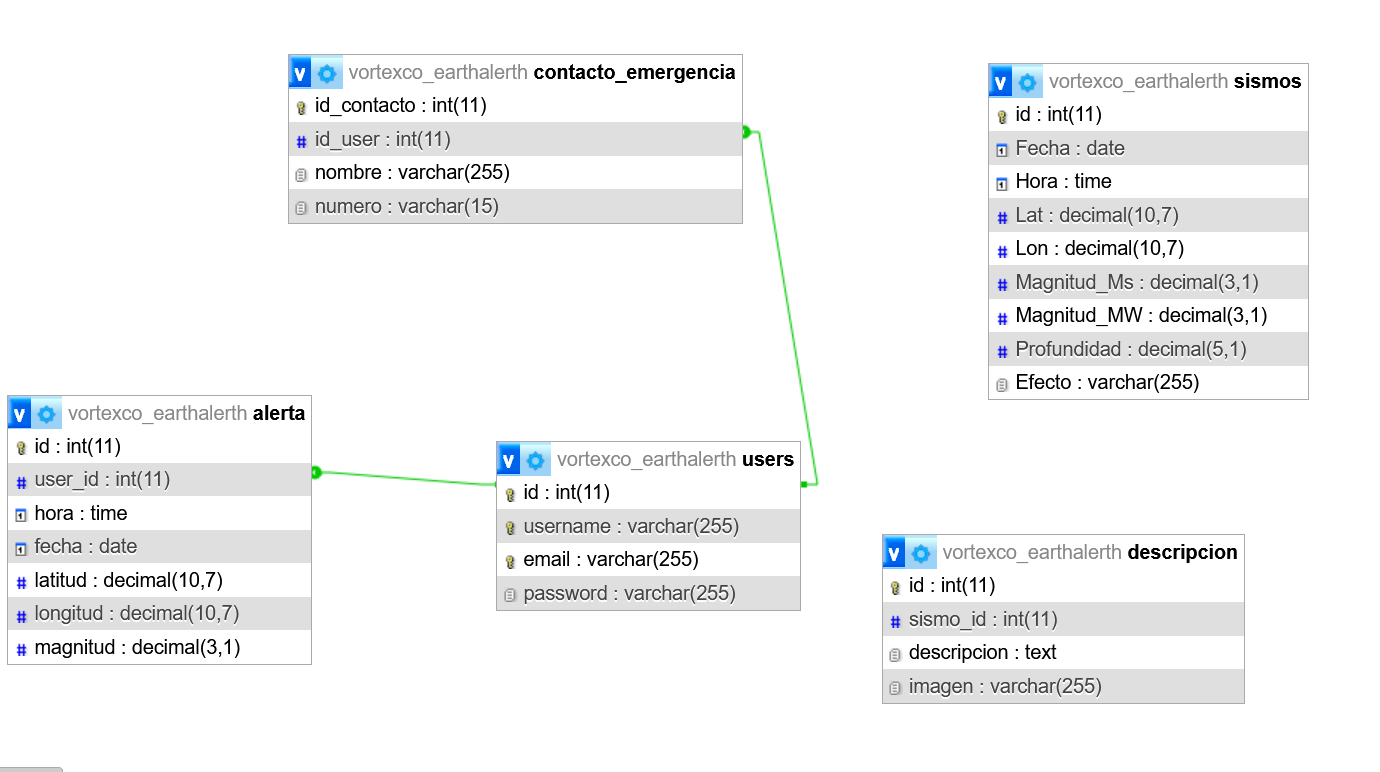 vortexco_earthalerth contacto_emergencia
id_contacto : int(11)
id_user : int(11)
nombre : varchar(255)
numero : varchar(15)
vortexco_earthalerth sismos
id : int(11)
Fecha : date
Hora : time
Lat : decimal(10,7)
Lon : decimal(10,7)
Magnitud_Ms : decimal(3,1)
Magnitud_MW : decimal(3,1)
Profundidad : decimal(5,1)
Efecto : varchar(255)
vortexco_earthalerth alerta
id : int(11)
user_id : int(11)
hora : time
fecha : date
latitud : decimal(10,7)
longitud : decimal(10,7)
magnitud : decimal(3,1)
vortexco_earthalerth users
id : int(11)
username : varchar(255)
email : varchar(255)
password : varchar(255)
vortexco_earthalerth descripcion
id : int(11)
sismo_id : int(11)
descripcion : text
imagen : varchar(255)